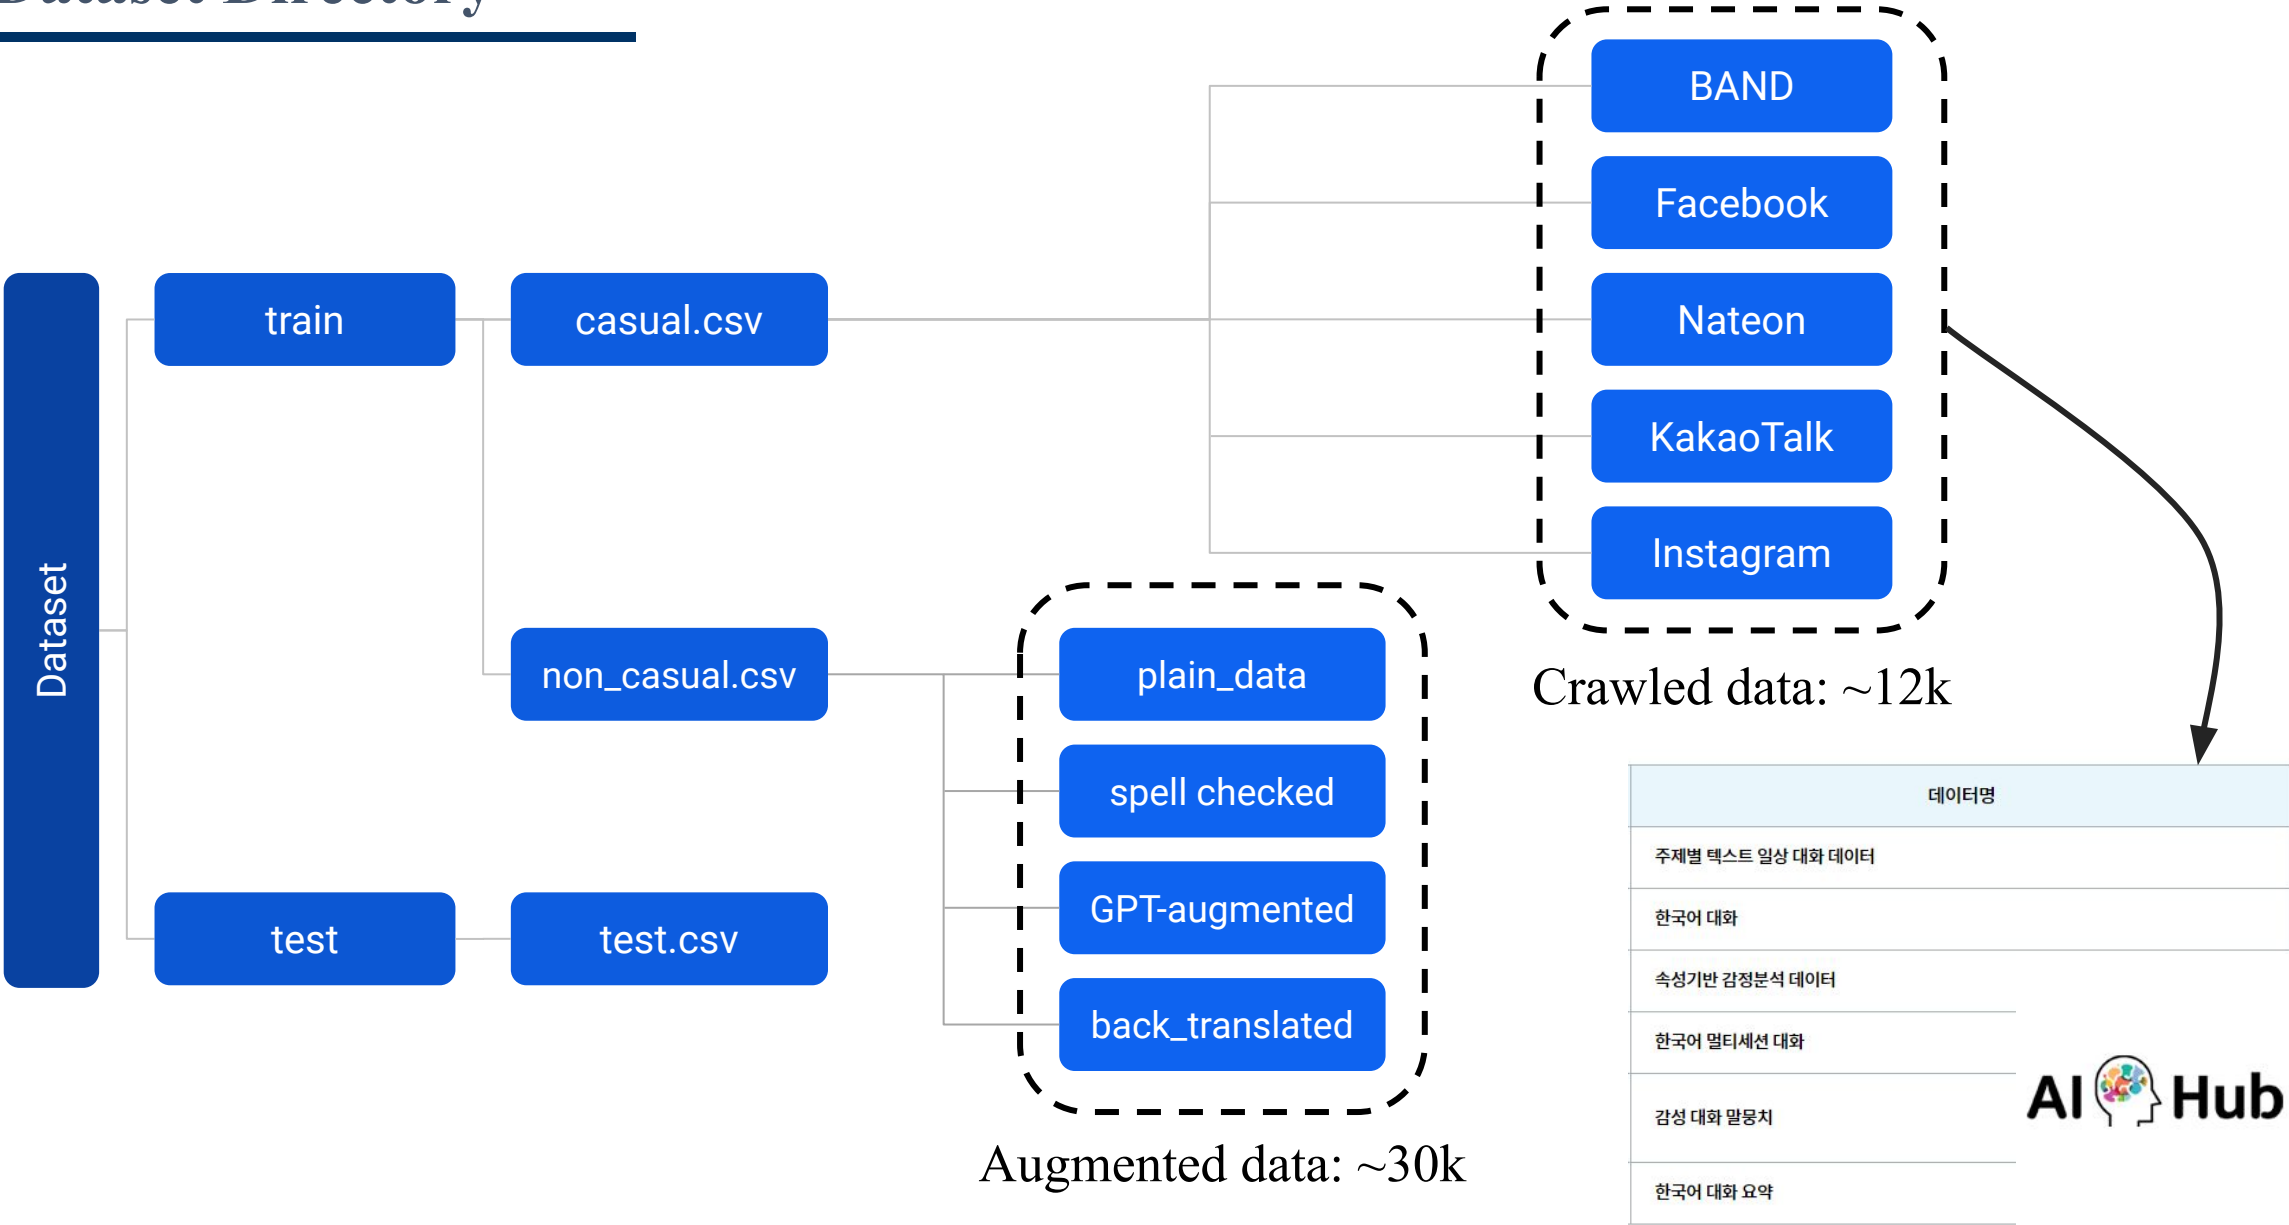 Dataset Directory
BAND
Facebook
Nateon
KakaoTalk
Instagram
Crawled data: ~12k
Dataset
train
casual.csv
non_casual.csv
test
test.csv
plain_data
spell checked
GPT-augmented
back_translated
Augmented data: ~30k
데이터명
주제별 텍스트 일상 대화 데이터
한국어 대화
속성기반 감정분석 데이터
한국어 멀티세션 대화
감성 대화 말뭉치
한국어 대화 요약
AI Hub